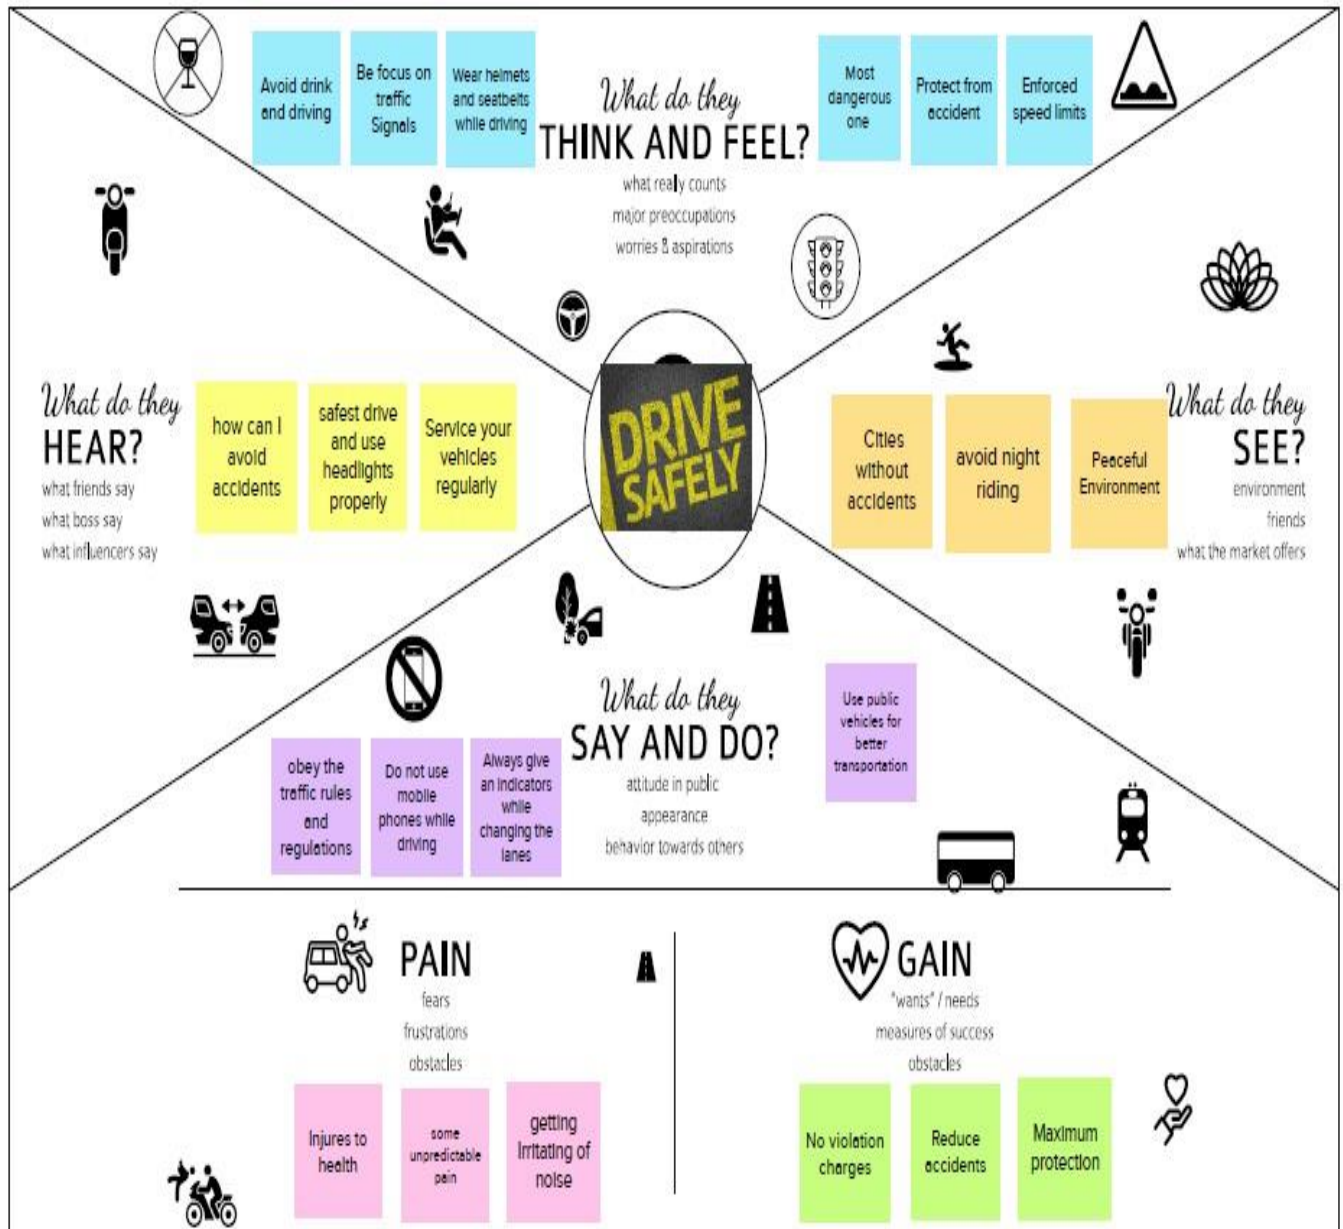 Avoid drink
and driving
Be focus on
traffic
Signals
Wear helmets
and seatbelts
while driving
What do they
THINK AND FEEL?
what really counts
major preoccupations
worries & aspirations
Most
dangerous
one
Protect from
accident
Enforced
speed limits
What do they
HEAR?
what friends say
what boss say
what influencers say
how can I
avoid
accidents
safest drive
and use
headlights
properly
Service your
vehicles
regularly
DRIVE
SAFELY
Cities
without
accidents
avoid night
riding
Peaceful
Environment
What do they
SEE?
environment
friends
what the market offers
obey the
traffic rules
and
regulations
Do not use
mobile
phones while
driving
Always give
an indicators
while
changing the
lanes
What do they
SAY AND DO?
attitude in public
appearance
behavior towards others
Use public
vehicles for
better
transportation
PAIN
fears
frustrations
obstacles
Injures to
health
some
unpredictable
pain
getting
Irritating of
noise
GAIN
"wants" / needs
measures of success
obstacles
No violation
charges
Reduce
accidents
Maximum
protection